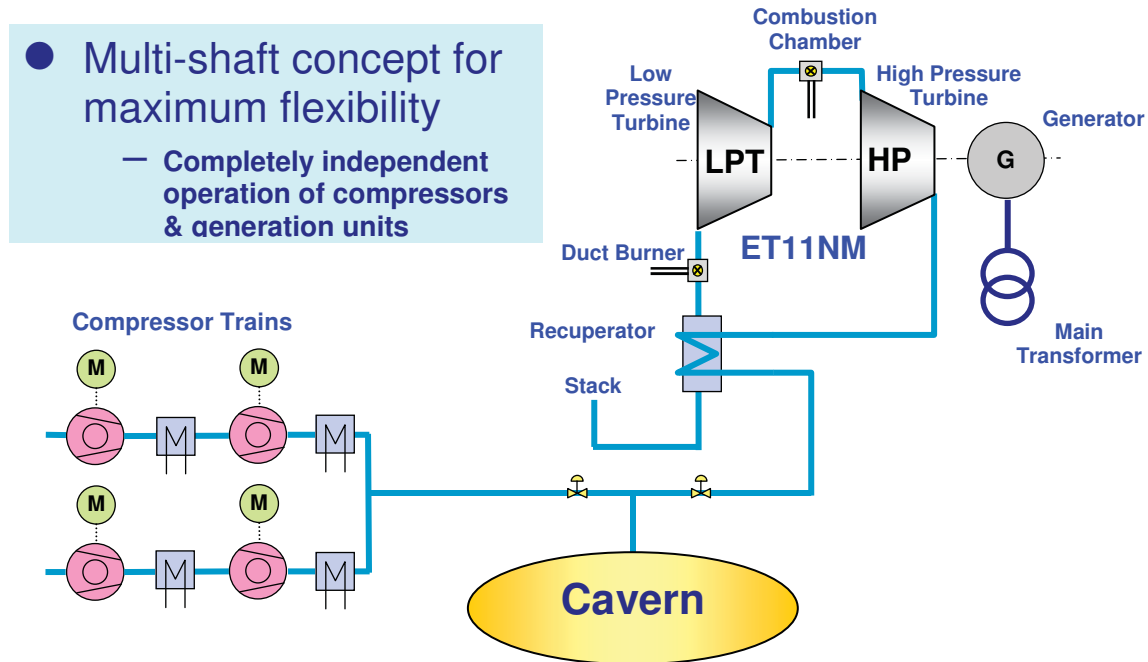 ● Multi-shaft concept for
maximum flexibility
– Completely independent
operation of compressors
& generation units
Combustion
Chamber
Low
Pressure
Turbine
High Pressure
Turbine
Generator
LPT
HP
G
ET11NM
Duct Burner
Recuperator
Stack
Main
Transformer
Compressor Trains
M
M
M
M
Cavern